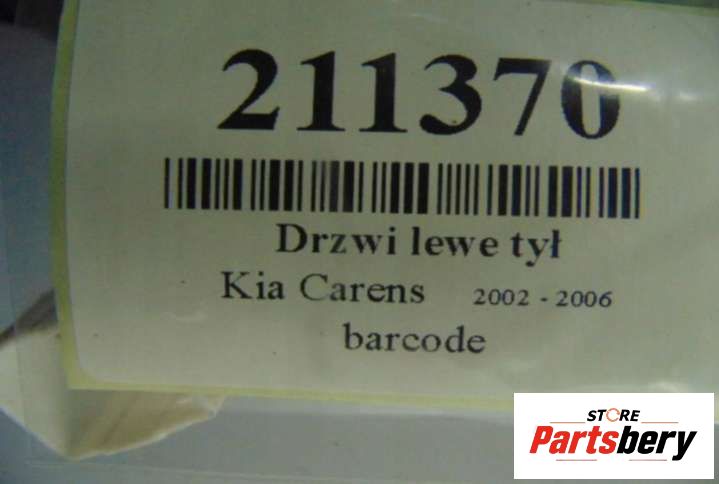 211370
Drzwi lewe tył
Kia Carens 2002 - 2006
barcode
STORE
Partsbery